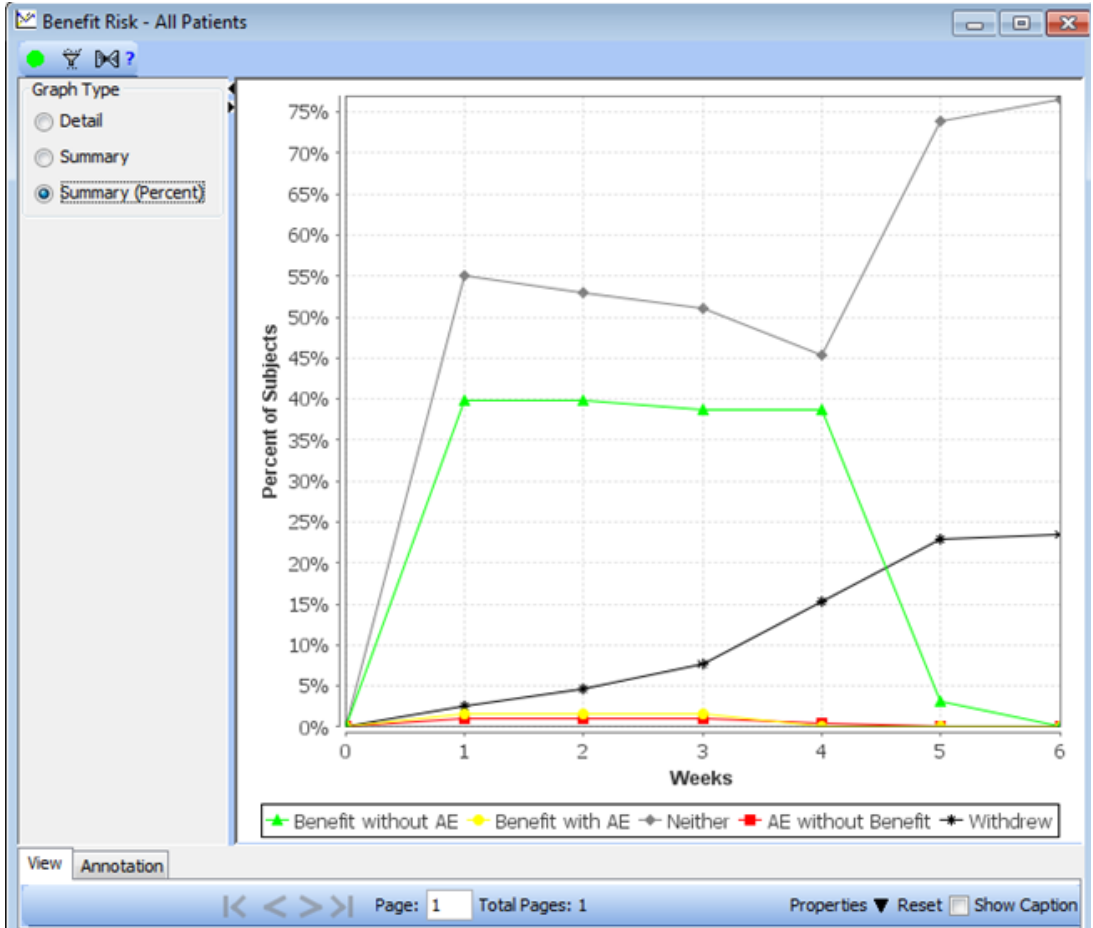 Benefit Risk - All Patients
?
Graph Type
Detail
Summary
Summary (Percent)
75%
70%
65%
60%
55%
50%
45%
40%
35%
30%
25%
20%
15%
10%
5%
0%
Percent of Subjects
0 1 2 3 4 5 6
Weeks
Benefit without AE Benefit with AE Neither AE without Benefit Withdrew
View Annotation
Page: 1 Total Pages: 1 Properties ▼ Reset Show Caption